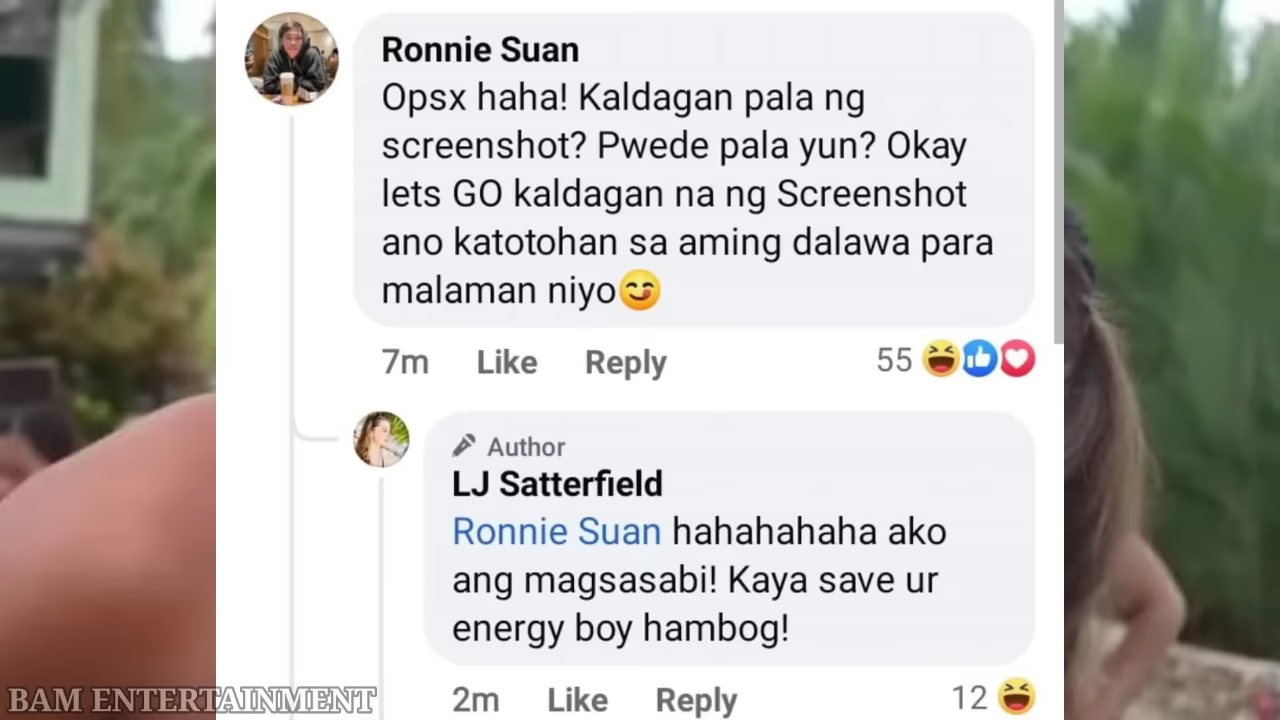 Ronnie Suan
Opsx haha! Kaldagan pala ng
screenshot? Pwede pala yun? Okay
lets GO kaldagan na ng Screenshot
ano katotohan sa aming dalawa para
malaman niyo😋
7m Like Reply 55
Author
LJ Satterfield
Ronnie Suan hahahahaha ako
ang magsasabi! Kaya save ur
energy boy hambog!
2m Like Reply 12
BAM ENTERTAINMENT